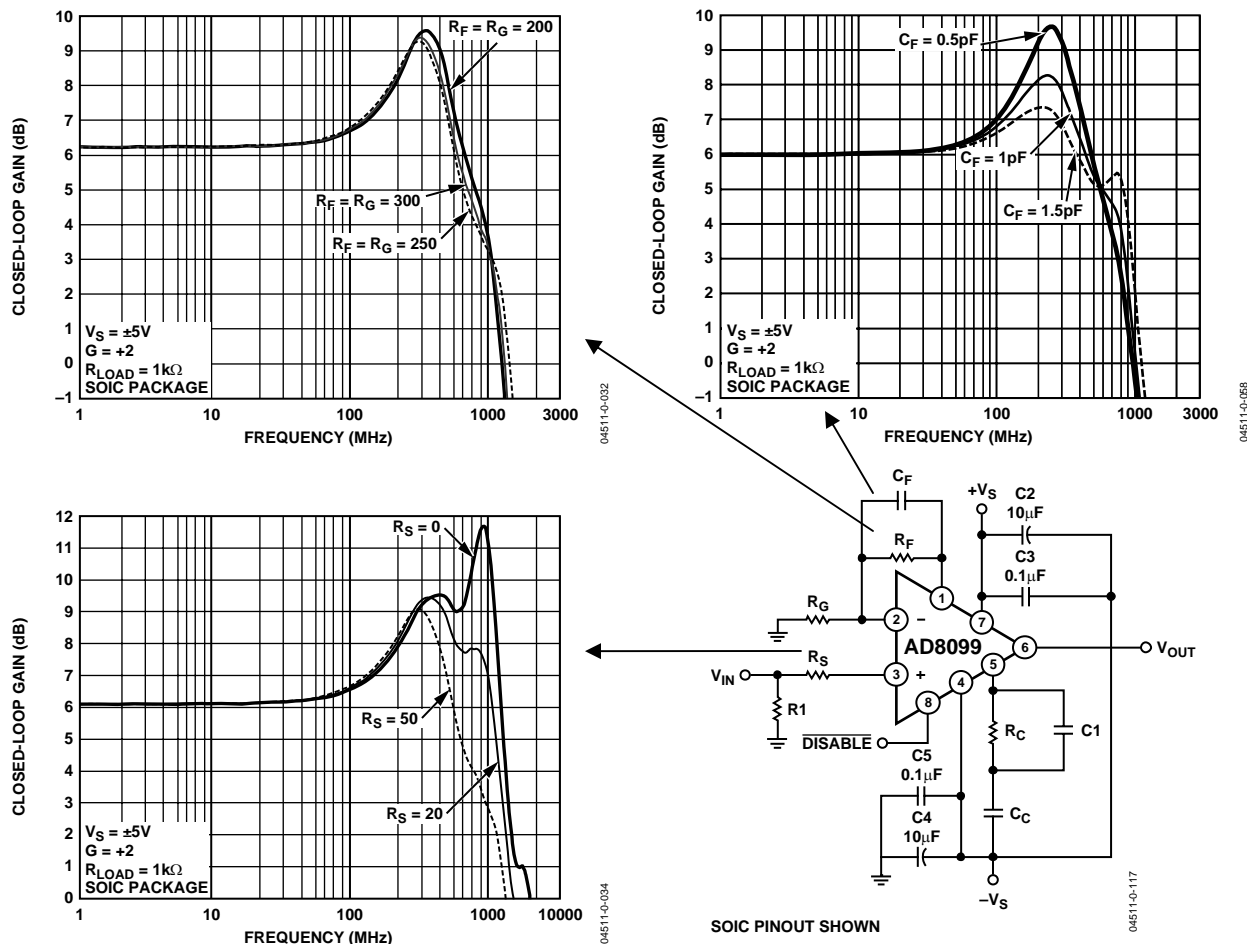 10
9
8
7
6
5
4
3
2
1
0
–1
CLOSED-LOOP GAIN (dB)
RF = RG = 200
RF = RG = 300
RF = RG = 250
VS = ±5V
G = +2
RLOAD = 1kΩ
SOIC PACKAGE
1 10 100 1000 3000
FREQUENCY (MHz)
04511-0-032
10
9
8
7
6
5
4
3
2
1
0
–1
CLOSED-LOOP GAIN (dB)
CF = 0.5pF
CF = 1pF
CF = 1.5pF
VS = ±5V
G = +2
RLOAD = 1kΩ
SOIC PACKAGE
1 10 100 1000 3000
FREQUENCY (MHz)
04511-0-058
12
11
10
9
8
7
6
5
4
3
2
1
0
CLOSED-LOOP GAIN (dB)
RS = 0
RS = 50
RS = 20
VS = ±5V
G = +2
RLOAD = 1kΩ
SOIC PACKAGE
1 10 100 1000 10000
FREQUENCY (MHz)
04511-0-034
CF
RF
+VS
C2
10μF
C3
0.1μF
RG
2
–
1
7
AD8099
6
VOUT
VIN
RS
3
+
R1
8
4
5
DISABLE
RC
C1
C5
0.1μF
C4
10μF
CC
–VS
SOIC PINOUT SHOWN
04511-0-117